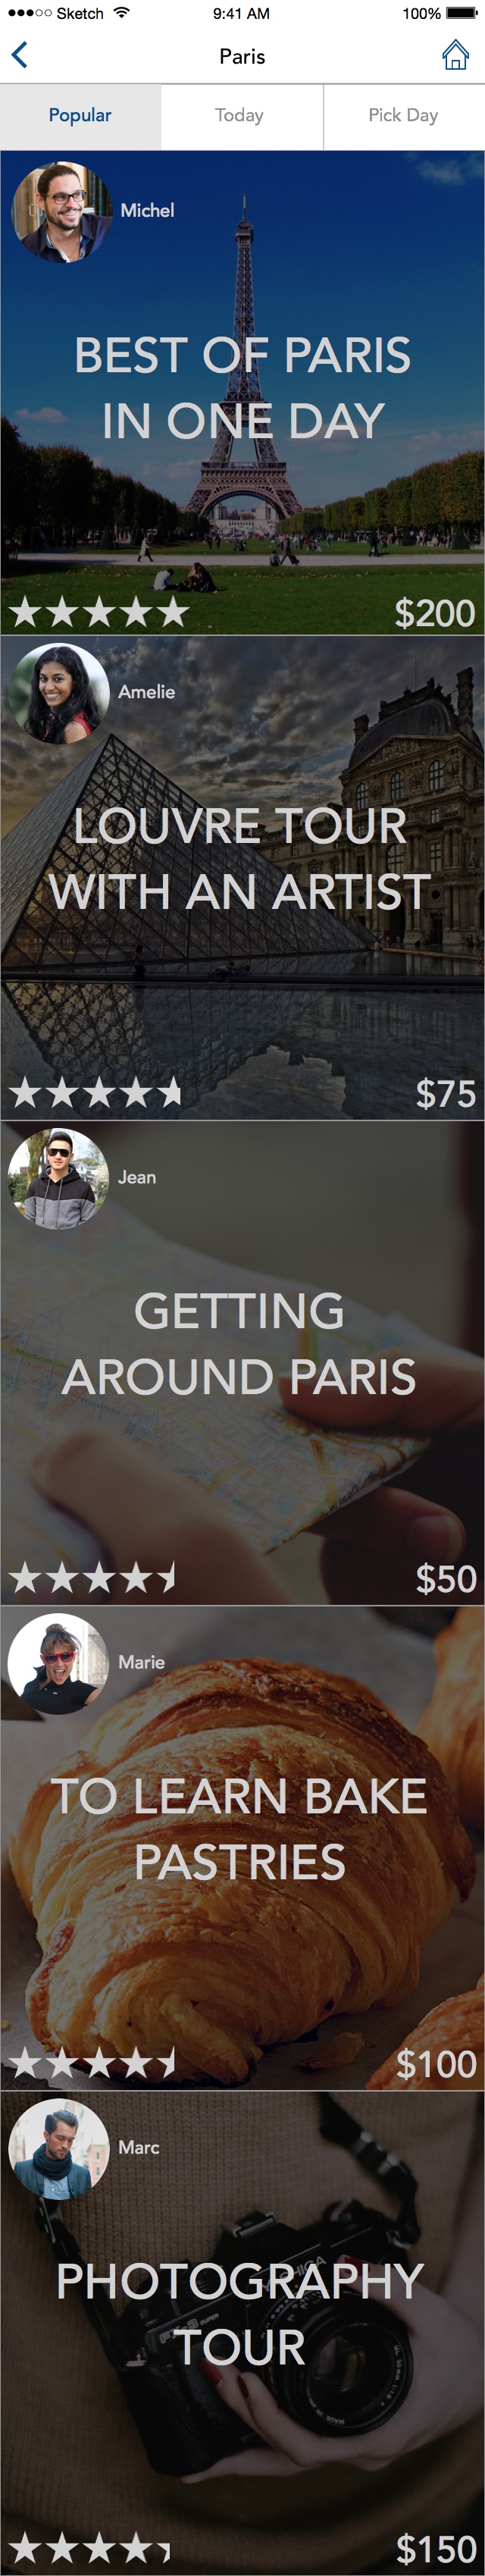 Sketch 9:41 AM 100%
Paris
Popular Today Pick Day
Michel
BEST OF PARIS
IN ONE DAY
$200
Amelie
LOUVRE TOUR
WITH AN ARTIST
$75
Jean
GETTING
AROUND PARIS
$50
Marie
TO LEARN BAKE
PASTRIES
$100
Marc
PHOTOGRAPHY
TOUR
$150